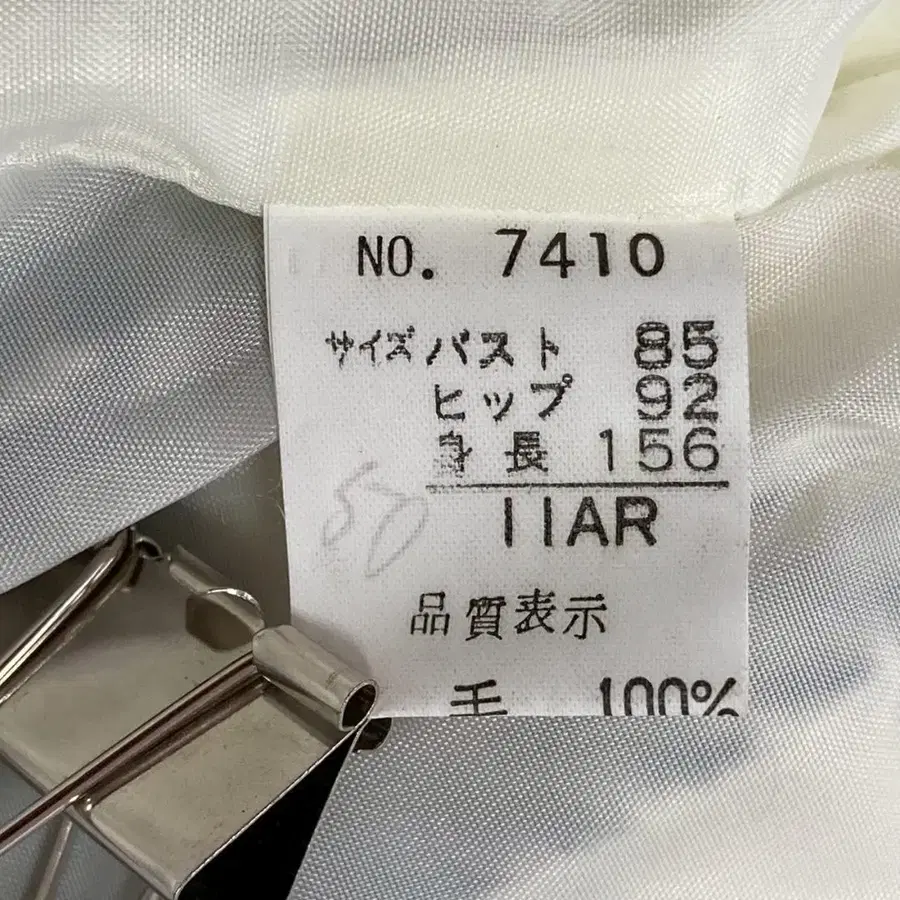 NO. 7410
サイズ バスト 85
ヒップ 92
身長 156
11AR
品質表示
毛 100%